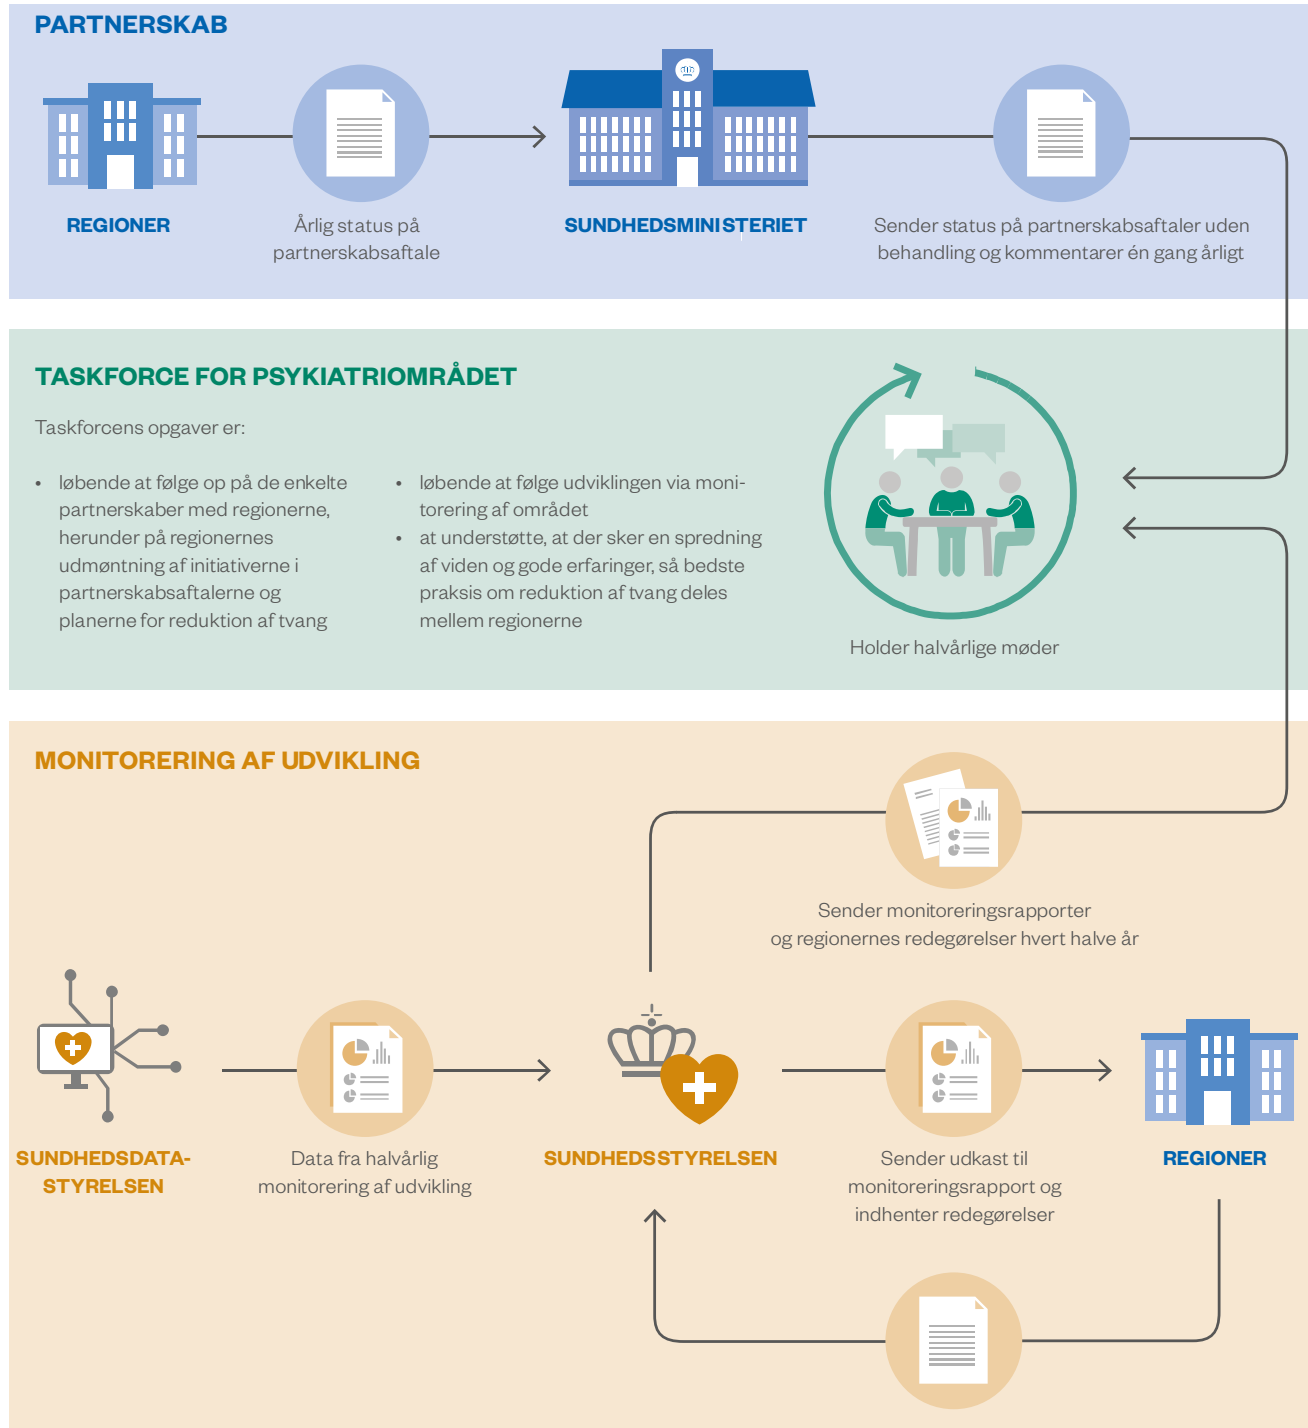 PARTNERSKAB
REGIONER
Årlig status på
partnerskabsaftale
SUNDHEDSMINISTERIET
Sender status på partnerskabsaftaler uden
behandling og kommentarer én gang årligt
TASKFORCE FOR PSYKIATRIOMRÅDET
Taskforcens opgaver er:
• løbende at følge op på de enkelte
partnerskaber med regionerne,
herunder på regionernes
udmøntning af initiativerne i
partnerskabsaftalerne og
planerne for reduktion af tvang
• løbende at følge udviklingen via moni-
torering af området
• at understøtte, at der sker en spredning
af viden og gode erfaringer, så bedste
praksis om reduktion af tvang deles
mellem regionerne
Holder halvårlige møder
MONITORERING AF UDVIKLING
Sender monitoreringsrapporter
og regionernes redegørelser hvert halve år
SUNDHEDSDATA-
STYRELSEN
Data fra halvårlig
monitorering af udvikling
SUNDHEDSSTYRELSEN
Sender udkast til
monitoreringsrapport og
indhenter redegørelser
REGIONER